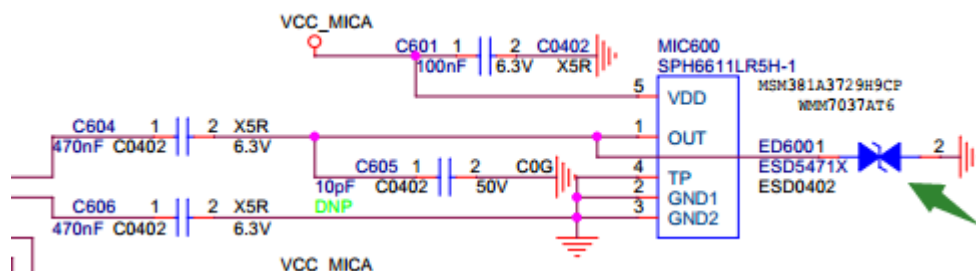 VCC_MICA
C601 1 2 C0402
100nF 6.3V X5R
MIC600
SPH6611LR5H-1
MSM381A3729H9CP
WMM7037AT6
5 VDD
C604 1 2 X5R
470nF C0402 6.3V
1 OUT
ED6001 2
ESD5471X
ESD0402
C605 1 2 C0G
10pF C0402 50V
DNP
4 TP
2 GND1
3 GND2
C606 1 2 X5R
470nF C0402 6.3V
VCC_MICA